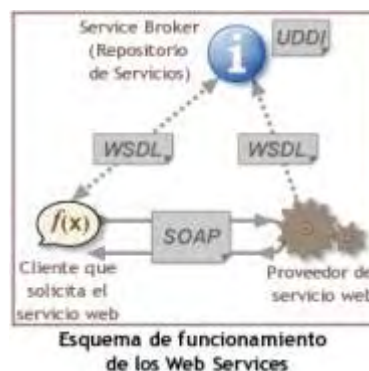 Service Broker
(Repositorio
de Servicios)
UDDI
WSDL
WSDL
f(x)
SOAP
Cliente que
solicita el
servicio web
Proveedor de
servicio web
Esquema de funcionamiento
de los Web Services